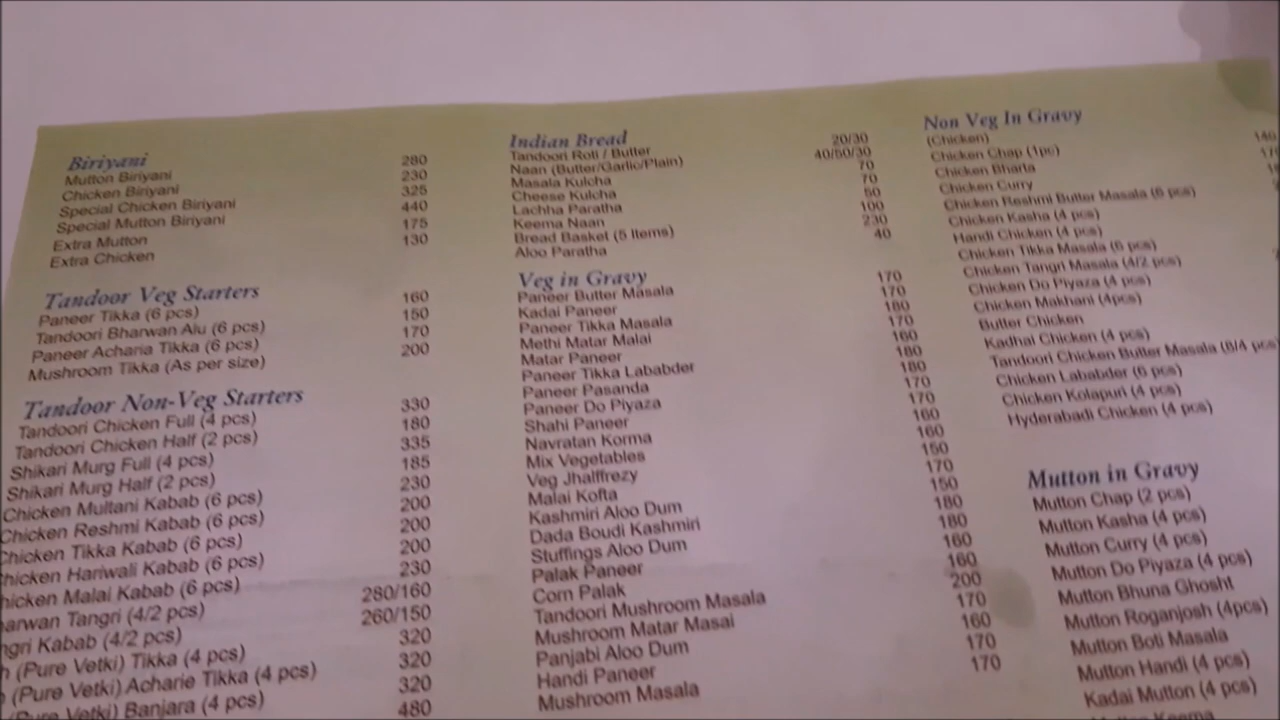 Biriyani
Mutton Biriyani 280
Chicken Biriyani 230
Special Chicken Biriyani 325
Special Mutton Biriyani 440
Extra Mutton 175
Extra Chicken 130
Tandoor Veg Starters
Paneer Tikka (6 pcs) 160
Tandoori Bharwan Alu (6 pcs) 150
Paneer Acharia Tikka (6 pcs) 170
Mushroom Tikka (As per size) 200
Tandoor Non-Veg Starters
Tandoori Chicken Full (4 pcs) 330
Tandoori Chicken Half (2 pcs) 180
Shikari Murg Full (4 pcs) 335
Shikari Murg Half (2 pcs) 185
Chicken Multani Kabab (6 pcs) 230
Chicken Reshmi Kabab (6 pcs) 200
Chicken Tikka Kabab (6 pcs) 200
Chicken Hariwali Kabab (6 pcs) 200
hicken Malai Kabab (6 pcs) 230
arwan Tangri (4/2 pcs) 280/160
ngri Kabab (4/2 pcs) 260/150
(Pure Vetki) Tikka (4 pcs) 320
(Pure Vetki) Acharie Tikka (4 pcs) 320
(Pure Vetki) Banjara (4 pcs) 320
480
Indian Bread
Tandoori Roti / Butter 20/30
Naan (Butter/Garlic/Plain) 40/50/30
Masala Kulcha 70
Cheese Kulcha 70
Lachha Paratha 50
Keema Naan 100
Bread Basket (5 Items) 230
Aloo Paratha 40
Veg in Gravy
Paneer Butter Masala 170
Kadai Paneer 170
Paneer Tikka Masala 180
Methi Matar Malai 170
Matar Paneer 160
Paneer Tikka Lababder 180
Paneer Pasanda 180
Paneer Do Piyaza 170
Shahi Paneer 170
Navratan Korma 160
Mix Vegetables 160
Veg Jhalffrezy 150
Malai Kofta 170
Kashmiri Aloo Dum 150
Dada Boudi Kashmiri 180
Stuffings Aloo Dum 180
Palak Paneer 160
Corn Palak 160
Tandoori Mushroom Masala 200
Mushroom Matar Masal 170
Panjabi Aloo Dum 160
Handi Paneer 170
Mushroom Masala 170
Non Veg In Gravy
(Chicken)
Chicken Chap (1pc) 140
Chicken Bharta
Chicken Curry
Chicken Reshmi Butter Masala (6 pcs)
Chicken Kasha (4 pcs)
Handi Chicken (4 pcs)
Chicken Tikka Masala (6 pcs)
Chicken Tangri Masala (4/2 pcs)
Chicken Do Piyaza (4 pcs)
Chicken Makhani (4pcs)
Butter Chicken
Kadhai Chicken (4 pcs)
Tandoori Chicken Butter Masala (8/4 pcs)
Chicken Lababder (6 pcs)
Chicken Kolapuri (4 pcs)
Hyderabadi Chicken (4 pcs)
Mutton in Gravy
Mutton Chap (2 pcs)
Mutton Kasha (4 pcs)
Mutton Curry (4 pcs)
Mutton Do Piyaza (4 pcs)
Mutton Bhuna Ghosht
Mutton Roganjosh (4pcs)
Mutton Boti Masala
Mutton Handi (4 pcs)
Kadai Mutton (4 pcs)
Keema